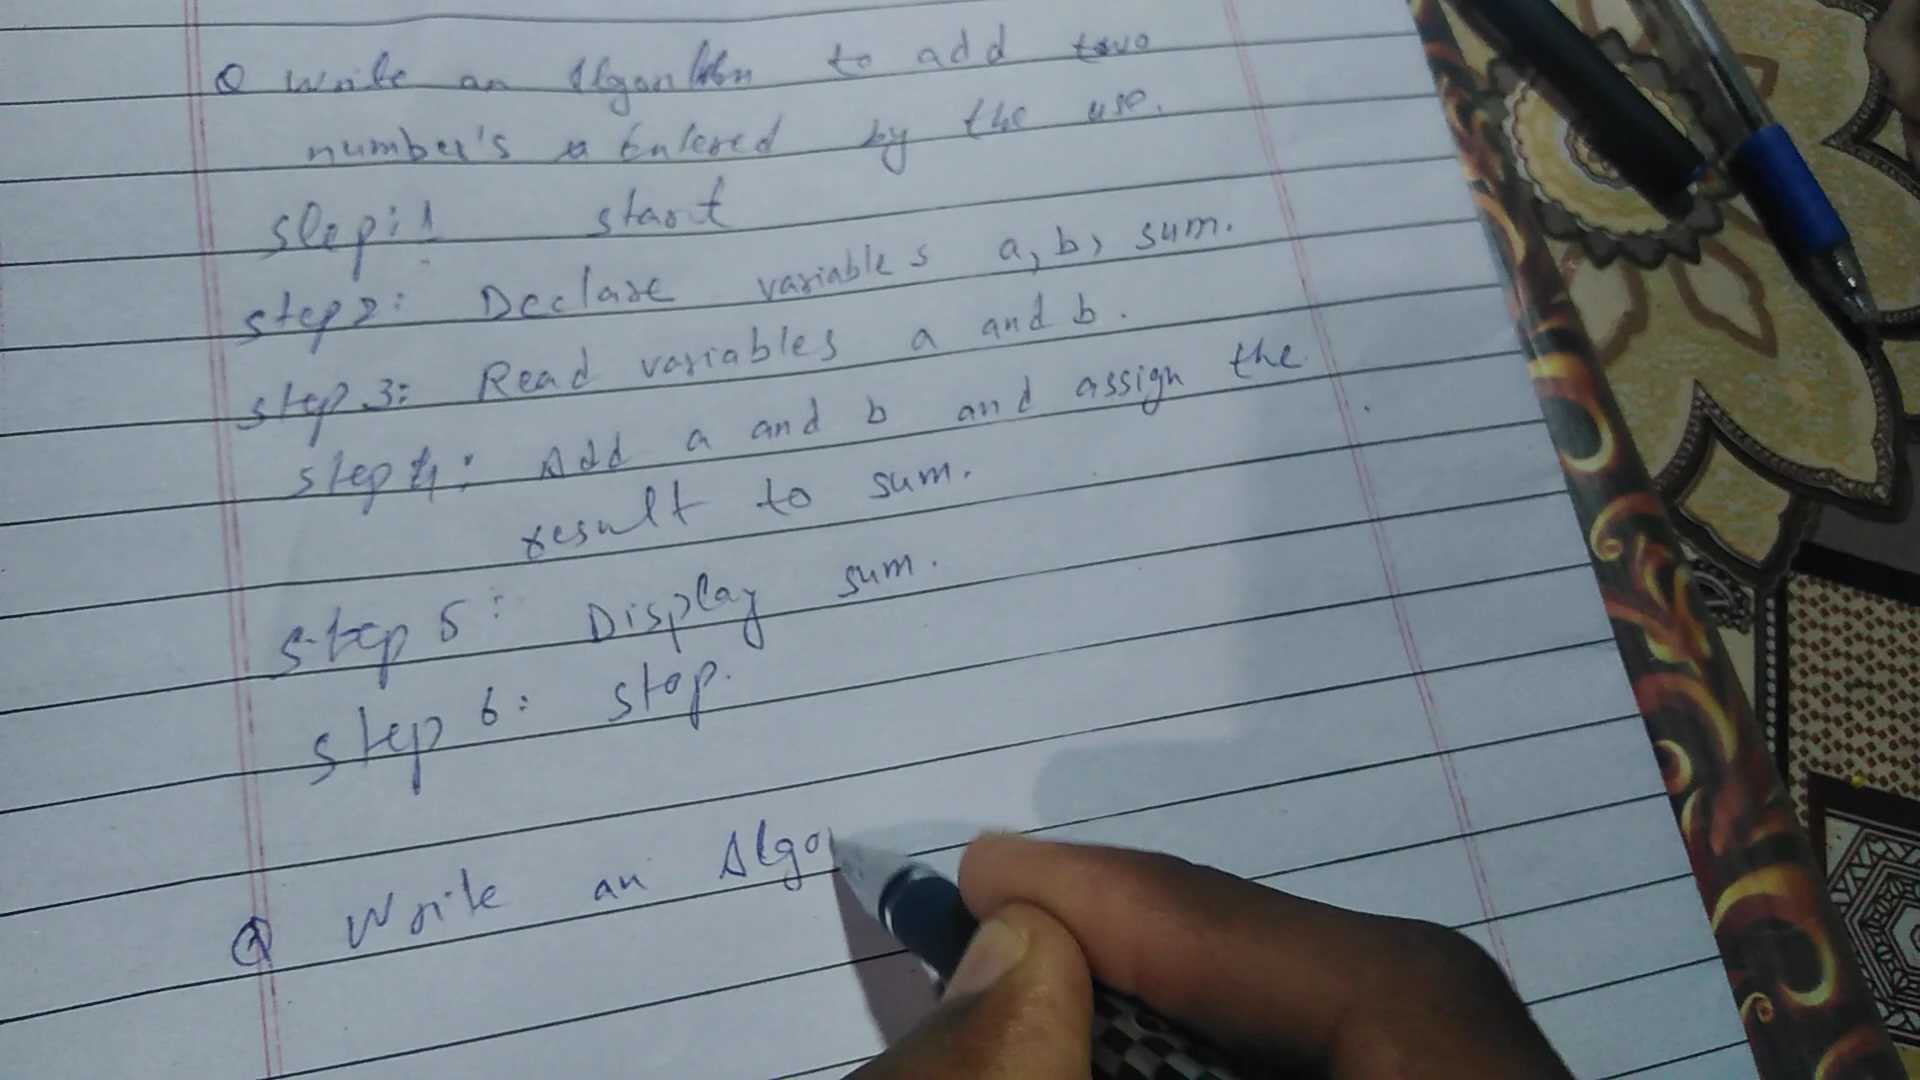 Q Write an Algorithm to add two
number's Entered by the use.
Step:1 start
step2: Declare variables a, b, sum.
step 3: Read variables a and b.
step 4: Add a and b and assign the
result to sum.
step 5: Display sum.
step 6: stop.
Q Write an Algo